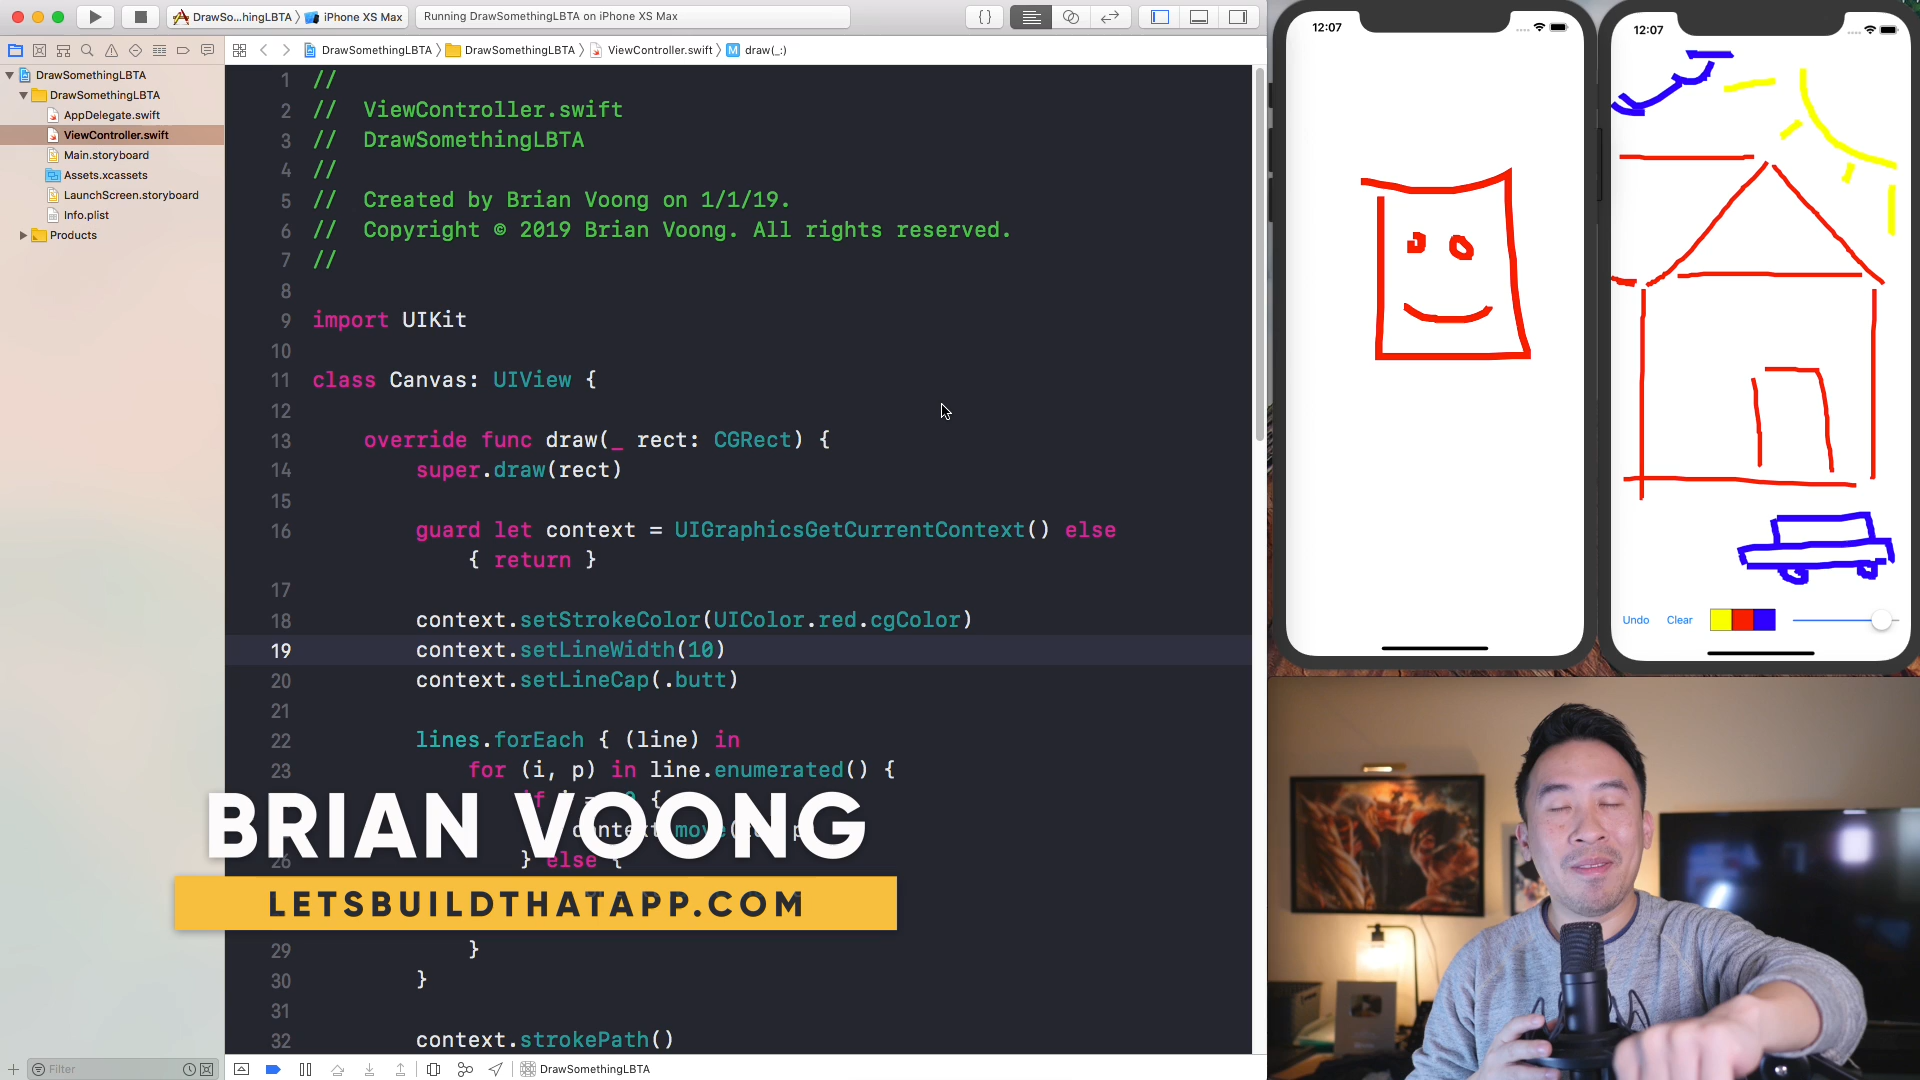 DrawSo...hingLBTA 〉 iPhone XS Max
Running DrawSomethingLBTA on iPhone XS Max
{}
DrawSomethingLBTA 〉 DrawSomethingLBTA 〉 ViewController.swift 〉 M draw(_:)
DrawSomethingLBTA
DrawSomethingLBTA
AppDelegate.swift
ViewController.swift
Main.storyboard
Assets.xcassets
LaunchScreen.storyboard
Info.plist
Products
Filter
1 //
2 // ViewController.swift
3 // DrawSomethingLBTA
4 //
5 // Created by Brian Voong on 1/1/19.
6 // Copyright © 2019 Brian Voong. All rights reserved.
7 //
8
9 import UIKit
10
11 class Canvas: UIView {
12
13 override func draw(_ rect: CGRect) {
14 super.draw(rect)
15
16 guard let context = UIGraphicsGetCurrentContext() else
{ return }
17
18 context.setStrokeColor(UIColor.red.cgColor)
19 context.setLineWidth(10)
20 context.setLineCap(.butt)
21
22 lines.forEach { (line) in
23 for (i, p) in line.enumerated() {
26 } else {
29 }
30 }
31
32 context.strokePath()
BRIAN VOONG
LETSBUILDTHATAPP.COM
DrawSomethingLBTA
12:07
12:07
Undo Clear